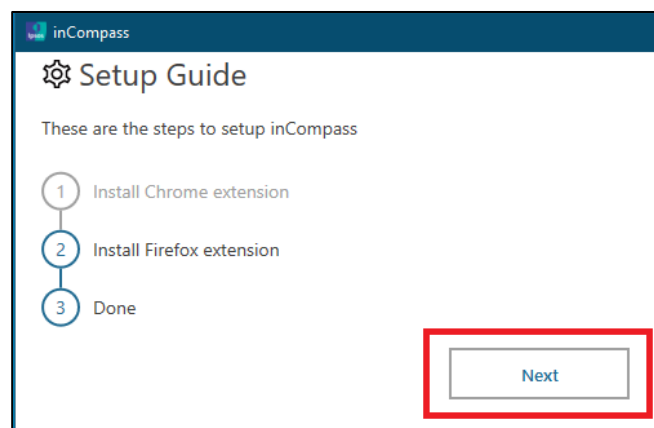 inCompass
Setup Guide
These are the steps to setup inCompass
1 Install Chrome extension
2 Install Firefox extension
3 Done
Next